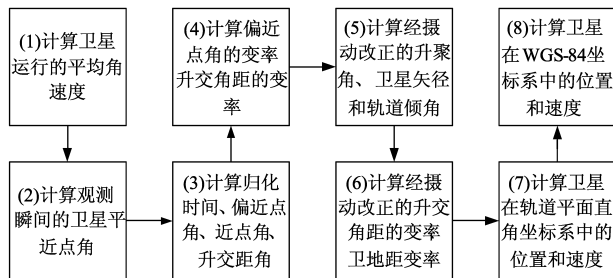 (1)计算卫星
运行的平均角
速度
(2)计算观测
瞬间的卫星平
近点角
(3)计算归化
时间、偏近点
角、近点角、
升交距角
(4)计算偏近
点角的变率
升交角距的变
率
(5)计算经摄
动改正的升聚
角、卫星矢径
和轨道倾角
(6)计算经摄
动改正的升交
角距的变率
卫地距变率
(7)计算卫星
在轨道平面直
角坐标系中的
位置和速度
(8)计算卫星
在WGS-84坐
标系中的位置
和速度